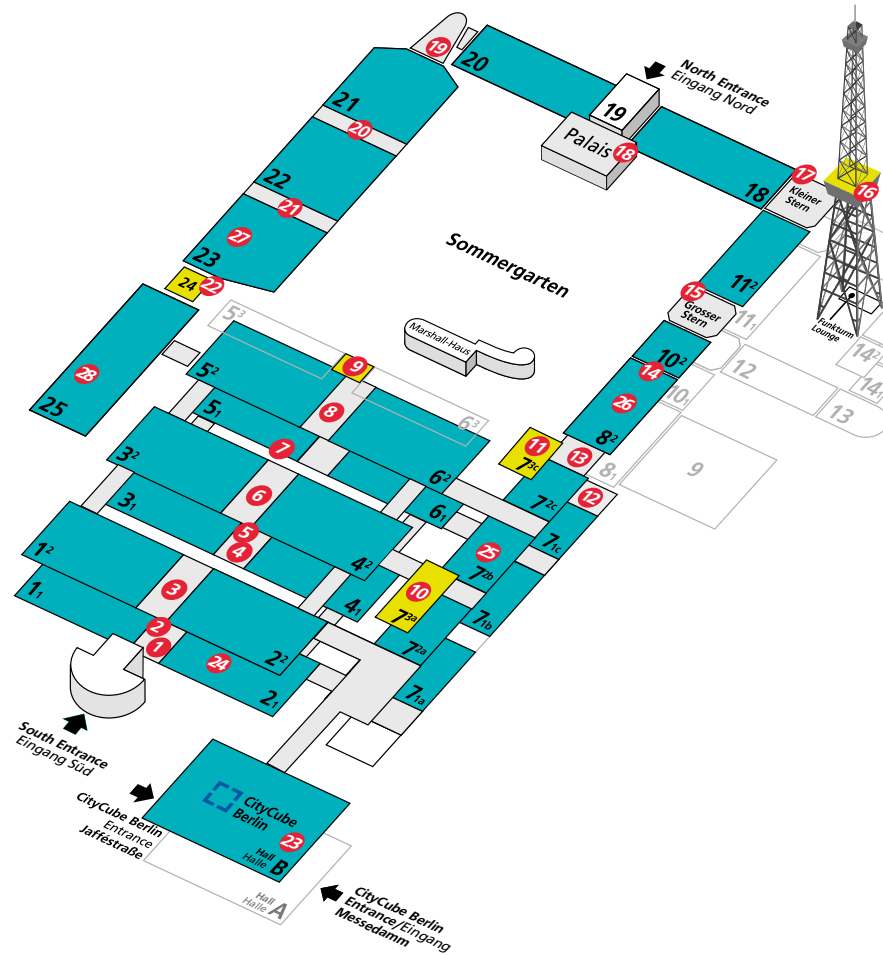 19
20
North Entrance
Eingang Nord
21
20
19
Palais
18
22
21
18
17
Kleiner
Stern
16
27
23
Sommergarten
11²
24
22
15
Grosser
Stern
11₁
Funkturm
Lounge
5³
Marshall-Haus
28
25
5²
9
10²
14
12
14²
14₁
13
5₁
8
6³
26
10₁
8²
7
11
7³ᶜ
13
8₁
9
3²
6
6²
7²ᶜ
12
3₁
5
4
6₁
7₁c
25
7²ᵇ
1²
3
4²
10
7³ᵃ
7₁b
1₁
2
1
4₁
7²ᵃ
24
2²
2₁
7₁a
South Entrance
Eingang Süd
CityCube Berlin
Entrance
Jafféstraße
CityCube
Berlin
23
Hall
Halle B
Hall
Halle A
CityCube Berlin
Entrance/Eingang
Messedamm